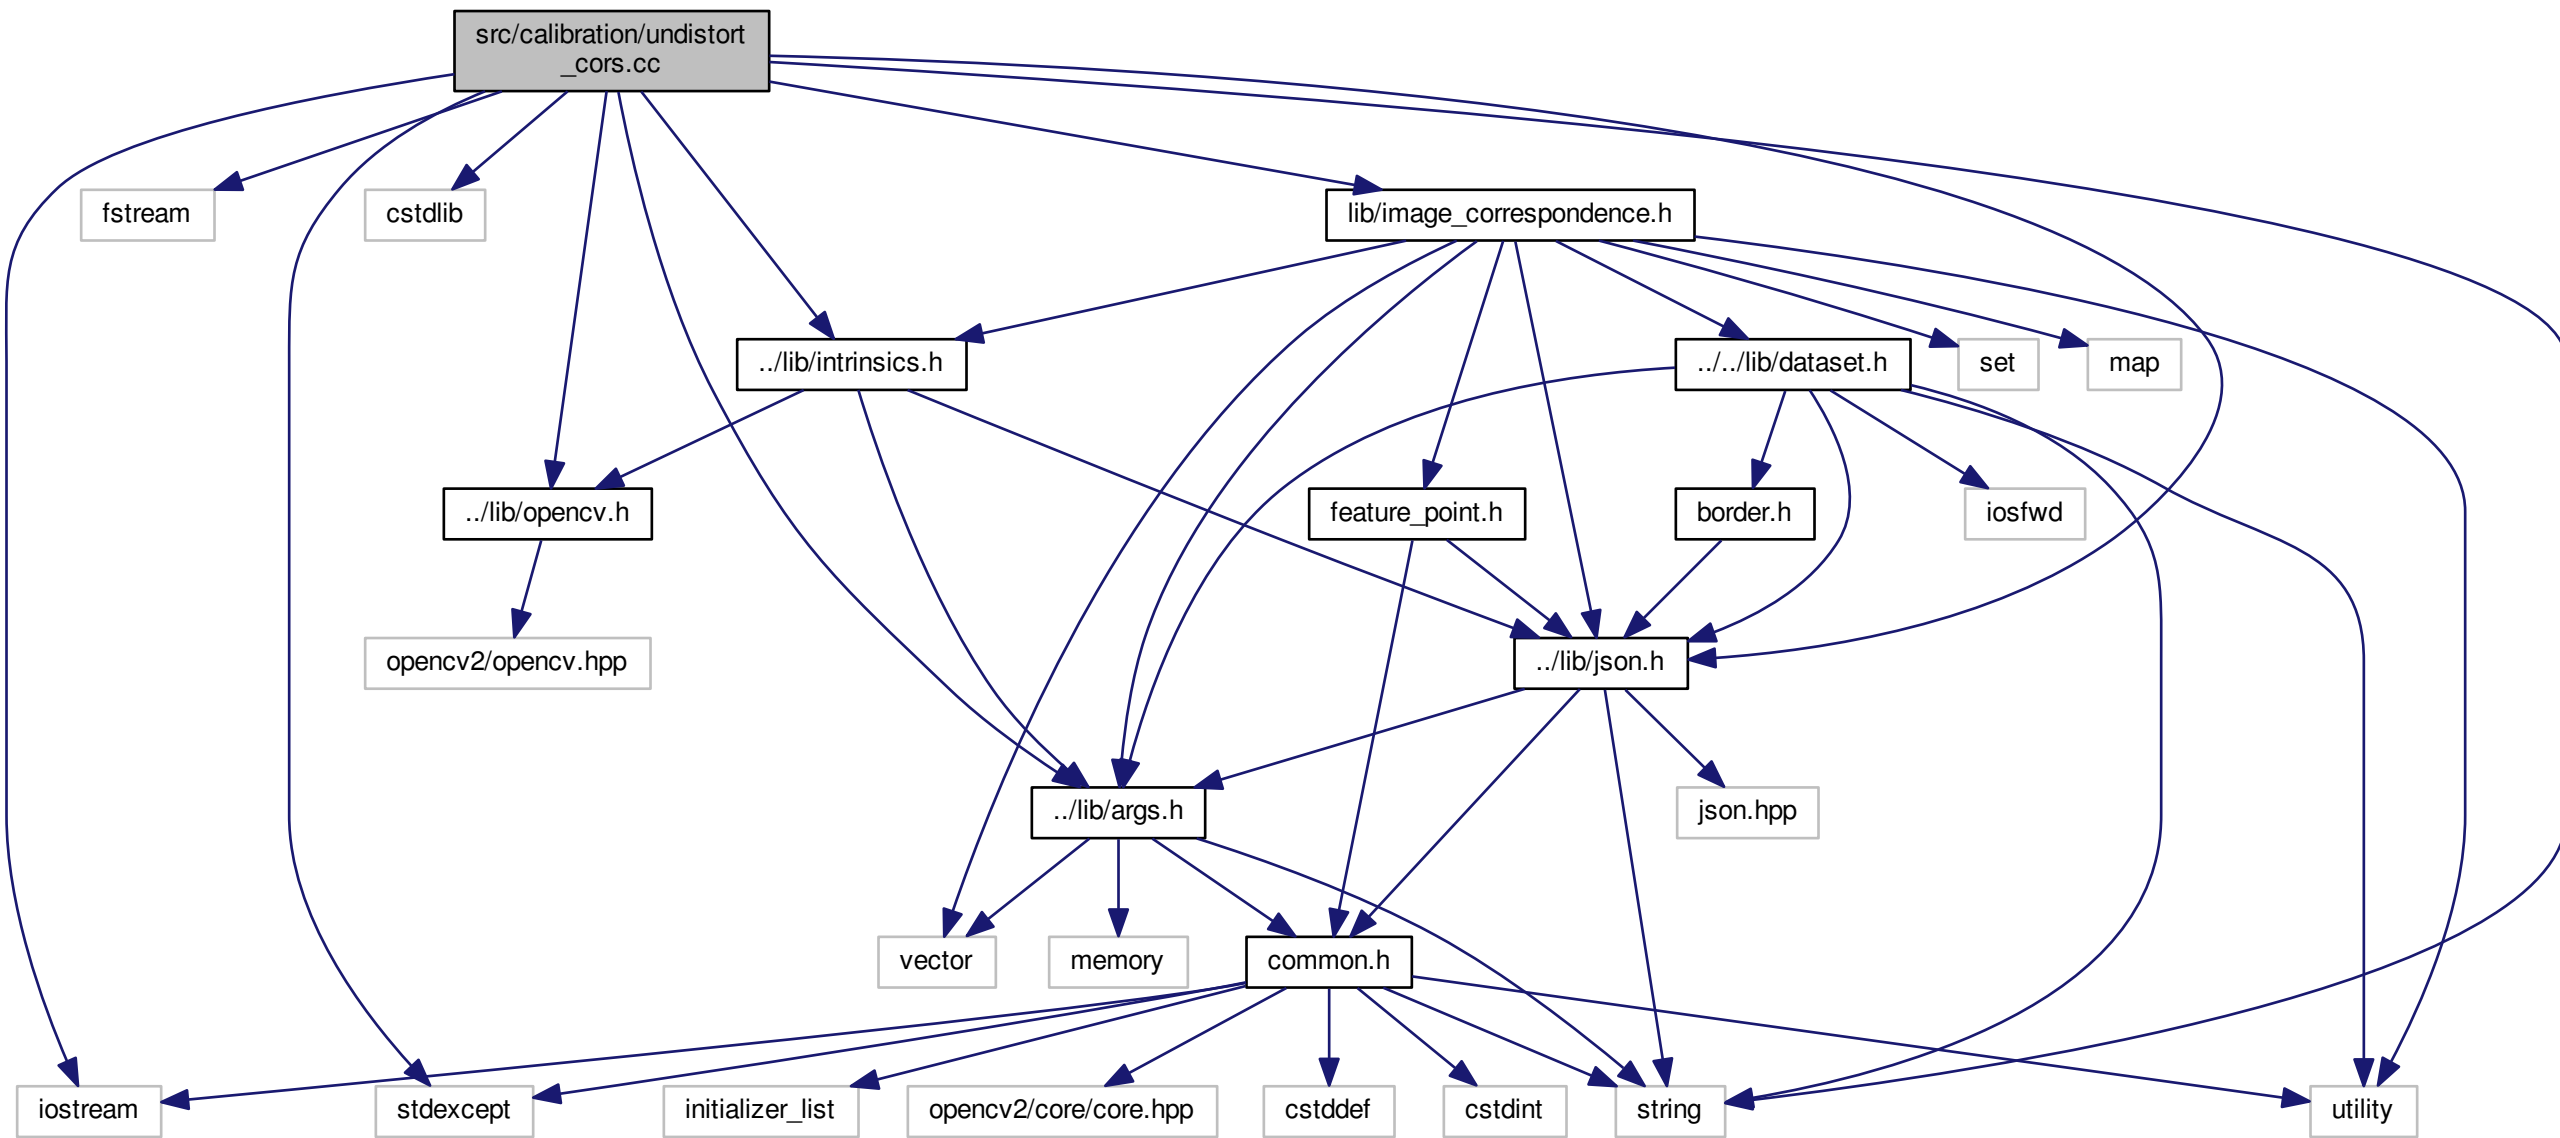 src/calibration/undistort
_cors.cc
fstream
cstdlib
lib/image_correspondence.h
../lib/intrinsics.h
../../lib/dataset.h
set
map
../lib/opencv.h
feature_point.h
border.h
iosfwd
opencv2/opencv.hpp
../lib/json.h
../lib/args.h
json.hpp
vector
memory
common.h
iostream
stdexcept
initializer_list
opencv2/core/core.hpp
cstddef
cstdint
string
utility